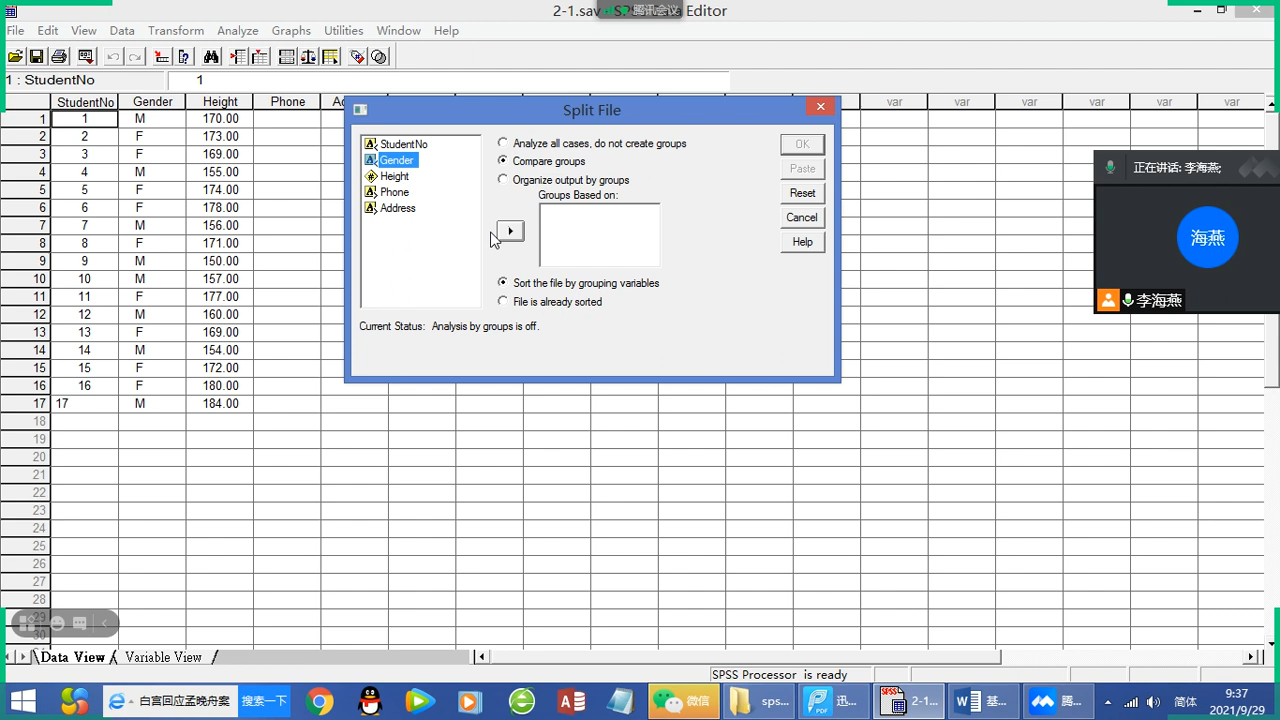 2-1.sav - SPSS Data Editor
腾讯会议
File Edit View Data Transform Analyze Graphs Utilities Window Help
1 : StudentNo 1
StudentNo Gender Height Phone var var var var var var
1 1 M 170.00
2 2 F 173.00
3 3 F 169.00
4 4 M 155.00
5 5 F 174.00
6 6 F 178.00
7 7 M 156.00
8 8 F 171.00
9 9 M 150.00
10 10 M 157.00
11 11 F 177.00
12 12 M 160.00
13 13 F 169.00
14 14 M 154.00
15 15 F 172.00
16 16 F 180.00
17 17 M 184.00
18
19
20
21
22
23
24
25
26
27
28
29
30
Split File
StudentNo
Gender
Height
Phone
Address
Analyze all cases, do not create groups
Compare groups
Organize output by groups
Groups Based on:
Sort the file by grouping variables
File is already sorted
Current Status: Analysis by groups is off.
OK
Paste
Reset
Cancel
Help
正在讲话: 李海燕;
海燕
李海燕
Data View Variable View
SPSS Processor is ready
白宫回应孟晚舟案 搜索一下
微信
sps...
迅...
2-1...
基...
腾...
简体
9:37
2021/9/29